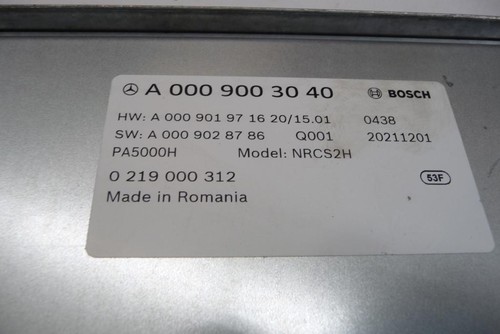 A 000 900 30 40 BOSCH
HW: A 000 901 97 16 20/15.01 0438
SW: A 000 902 87 86 Q001 20211201
PA5000H Model: NRCS2H
0 219 000 312 53F
Made in Romania